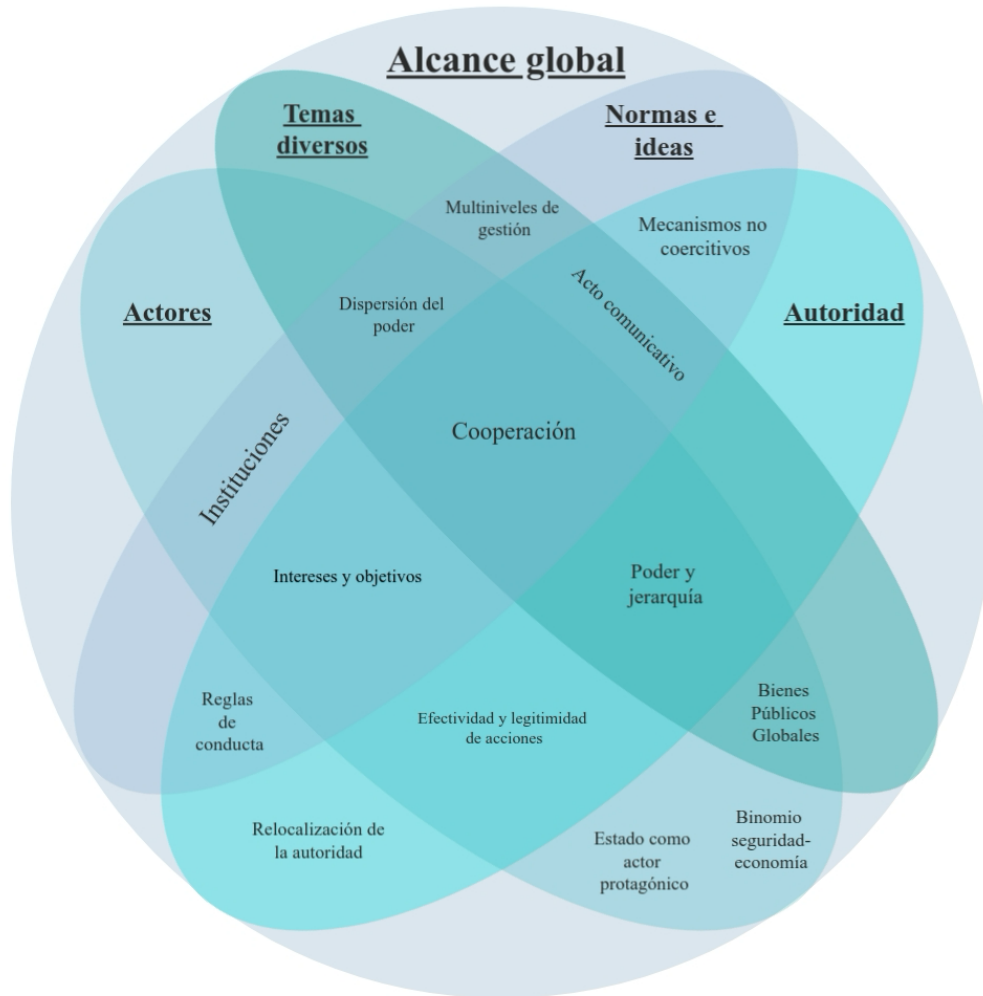 Alcance global
Temas
diversos
Normas e
ideas
Multiniveles de
gestión
Mecanismos no
coercitivos
Actores
Dispersión del
poder
Acto comunicativo
Autoridad
Cooperación
Instituciones
Intereses y objetivos
Poder y
jerarquía
Reglas
de
conducta
Efectividad y legitimidad
de acciones
Bienes
Públicos
Globales
Relocalización de
la autoridad
Estado como
actor
protagónico
Binomio
seguridad-
economía